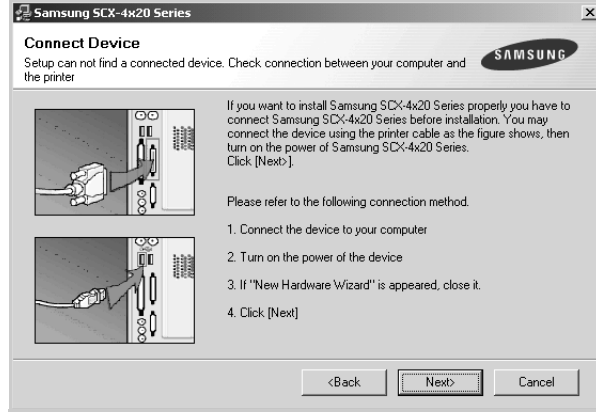 Samsung SCX-4x20 Series
Connect Device
Setup can not find a connected device. Check connection between your computer and
the printer
SAMSUNG
If you want to install Samsung SCX-4x20 Series properly you have to
connect Samsung SCX-4x20 Series before installation. You may
connect the device using the printer cable as the figure shows, then
turn on the power of Samsung SCX-4x20 Series.
Click [Next>].
Please refer to the following connection method.
1. Connect the device to your computer
2. Turn on the power of the device
3. If "New Hardware Wizard" is appeared, close it.
4. Click [Next]
<Back
Next>
Cancel